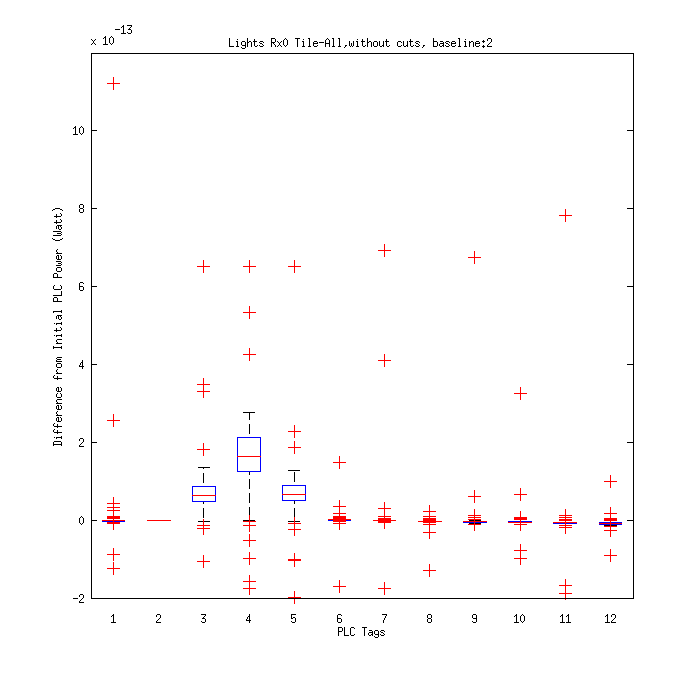 x 10-13
Lights Rx0 Tile-All,without cuts, baseline:2
10
8
6
4
2
0
-2
Difference from Initial PLC Power (Watt)
1 2 3 4 5 6 7 8 9 10 11 12
PLC Tags